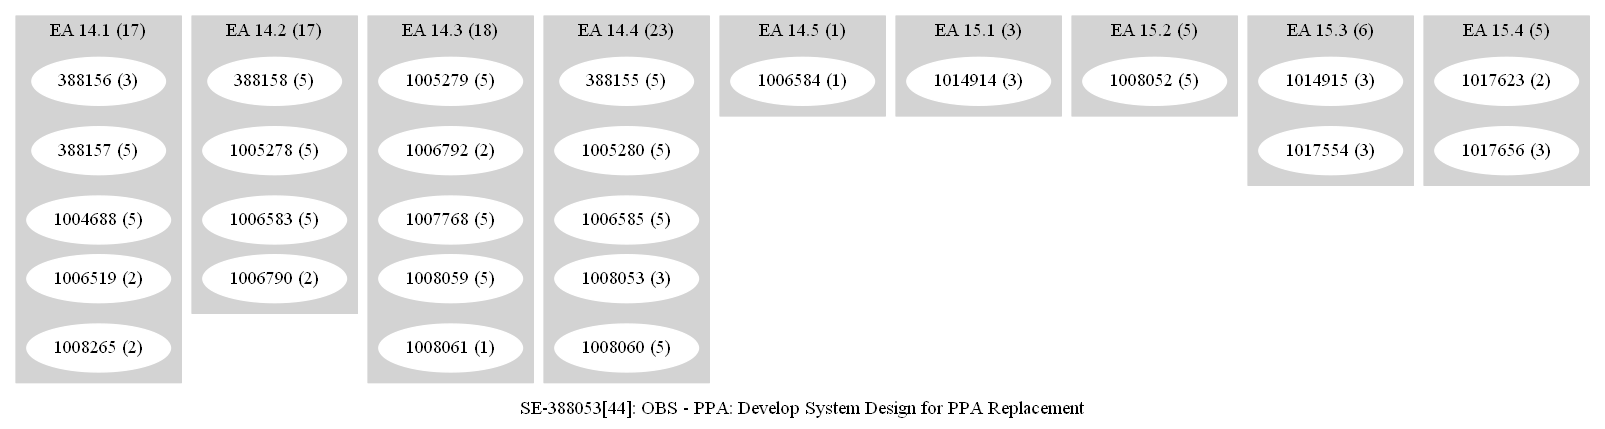 EA 14.1 (17)
388156 (3)
388157 (5)
1004688 (5)
1006519 (2)
1008265 (2)
EA 14.2 (17)
388158 (5)
1005278 (5)
1006583 (5)
1006790 (2)
EA 14.3 (18)
1005279 (5)
1006792 (2)
1007768 (5)
1008059 (5)
1008061 (1)
EA 14.4 (23)
388155 (5)
1005280 (5)
1006585 (5)
1008053 (3)
1008060 (5)
EA 14.5 (1)
1006584 (1)
EA 15.1 (3)
1014914 (3)
EA 15.2 (5)
1008052 (5)
EA 15.3 (6)
1014915 (3)
1017554 (3)
EA 15.4 (5)
1017623 (2)
1017656 (3)
SE-388053[44]: OBS - PPA: Develop System Design for PPA Replacement